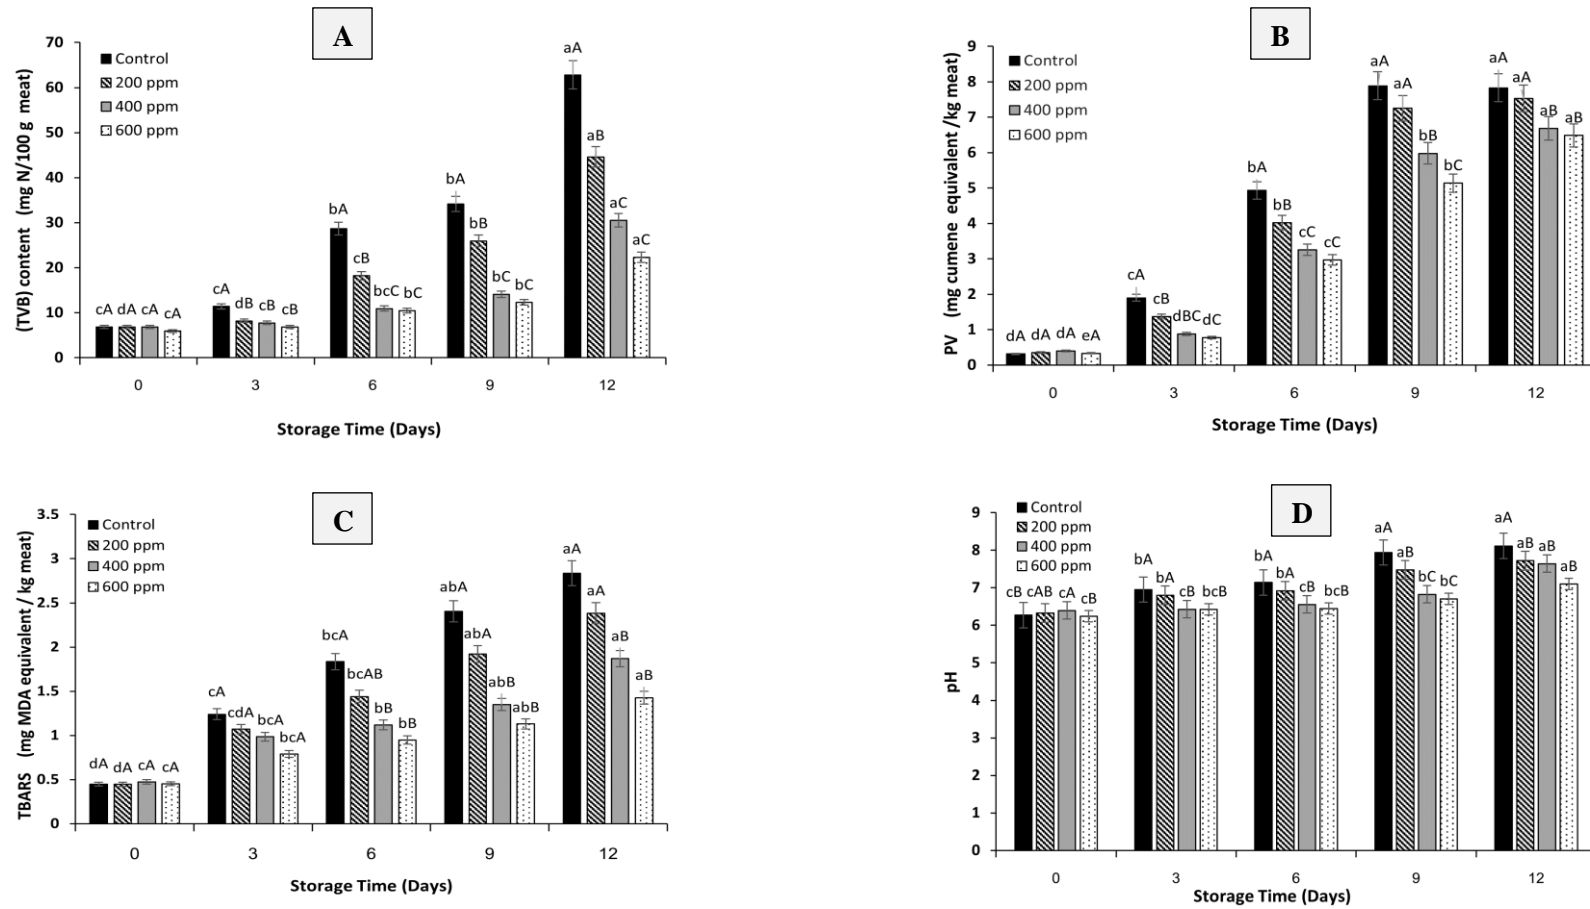 A
(TVB) content (mg N/100 g meat)
70
60
50
40
30
20
10
0
Control
200 ppm
400 ppm
600 ppm
cA dA cA cA
cA dB cB cB
bA cB bcC bC
bA bB bC bC
aA aB aC aC
0 3 6 9 12
Storage Time (Days)
B
PV (mg cumene equivalent /kg meat)
9
8
7
6
5
4
3
2
1
0
Control
200 ppm
400 ppm
600 ppm
dA dA dA eA
cA cB dBC dC
bA bB cC cC
aA aA bB bC
aA aA aB aB
0 3 6 9 12
Storage Time (Days)
C
TBARS (mg MDA equivalent / kg meat)
3.5
3
2.5
2
1.5
1
0.5
0
Control
200 ppm
400 ppm
600 ppm
dA dA cA cA
cA cdA bcA bcA
bcA bcAB bB bB
abA abA abB abB
aA aA aB aB
0 3 6 9 12
Storage Time (Days)
D
pH
9
8
7
6
5
4
3
2
1
0
Control
200 ppm
400 ppm
600 ppm
cB cAB cA cB
bA bA cB bcB
bA bA cB bcB
aA aB bC bC
aA aB aB aB
0 3 6 9 12
Storage Time (Days)